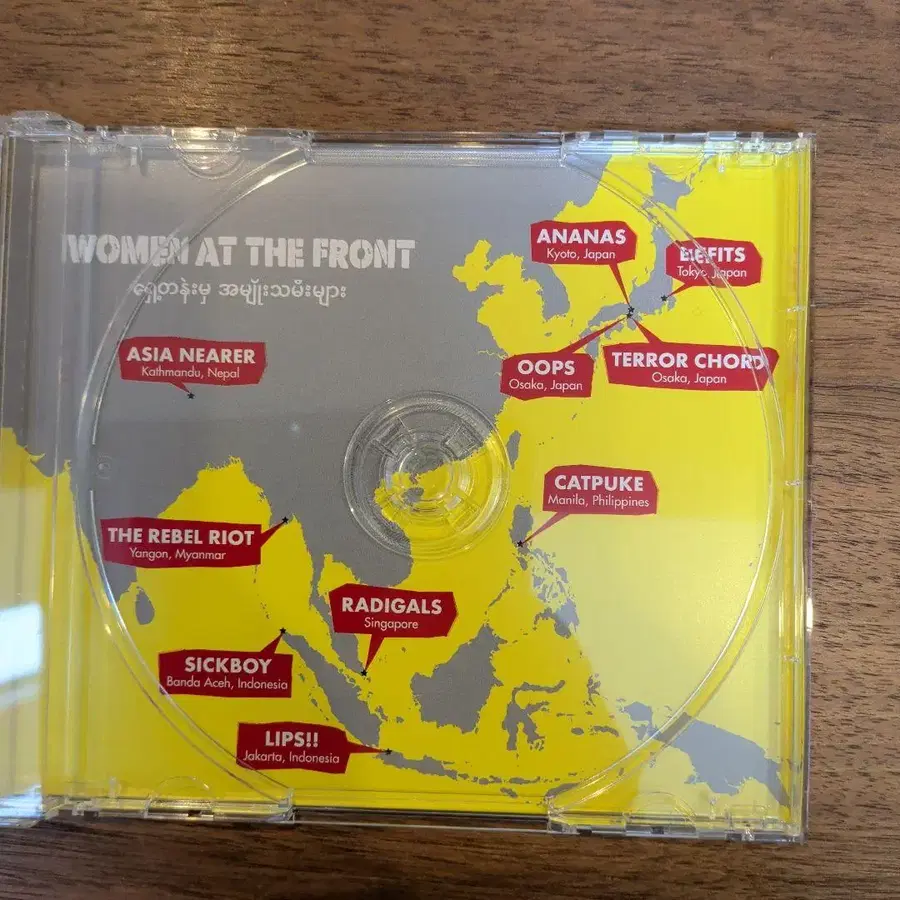 WOMEN AT THE FRONT
ရှေ့တန်းမှ အမျိုးသမီးများ
ANANAS
Kyoto, Japan
Tokyo, Japan
ASIA NEARER
Kathmandu, Nepal
OOPS
Osaka, Japan
TERROR CHORD
Osaka, Japan
CATPUKE
Manila, Philippines
THE REBEL RIOT
Yangon, Myanmar
RADIGALS
Singapore
SICKBOY
Banda Aceh, Indonesia
LIPS!!
Jakarta, Indonesia